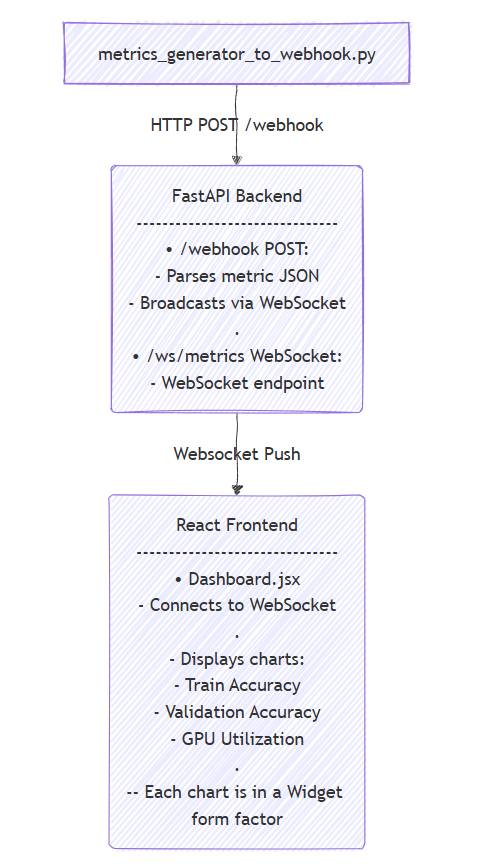 metrics_generator_to_webhook.py
HTTP POST /webhook
FastAPI Backend
--------------------------------
• /webhook POST:
- Parses metric JSON
- Broadcasts via WebSocket
.
• /ws/metrics WebSocket:
- WebSocket endpoint
Websocket Push
React Frontend
--------------------------------
• Dashboard.jsx
- Connects to WebSocket
.
- Displays charts:
- Train Accuracy
- Validation Accuracy
- GPU Utilization
.
-- Each chart is in a Widget
form factor